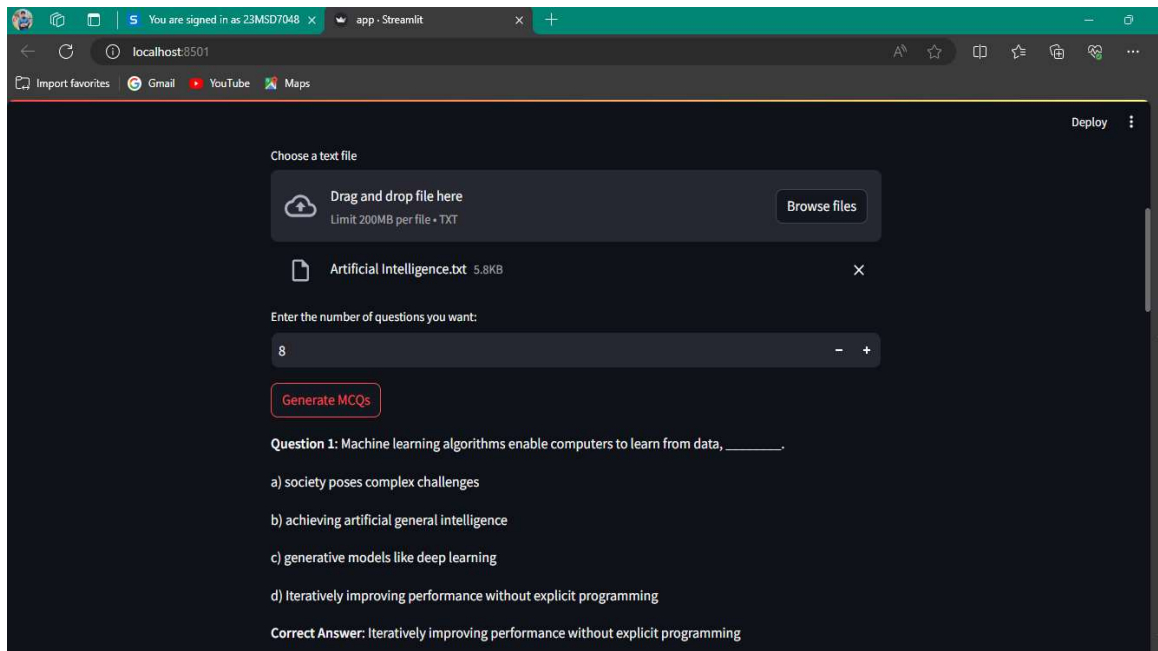 S You are signed in as 23MSD7048
app · Streamlit
localhost:8501
Import favorites
G Gmail
YouTube
Maps
Deploy
Choose a text file
Drag and drop file here
Limit 200MB per file • TXT
Browse files
Artificial Intelligence.txt 5.8KB
Enter the number of questions you want:
8
Generate MCQs
Question 1: Machine learning algorithms enable computers to learn from data, ________.
a) society poses complex challenges
b) achieving artificial general intelligence
c) generative models like deep learning
d) Iteratively improving performance without explicit programming
Correct Answer: Iteratively improving performance without explicit programming